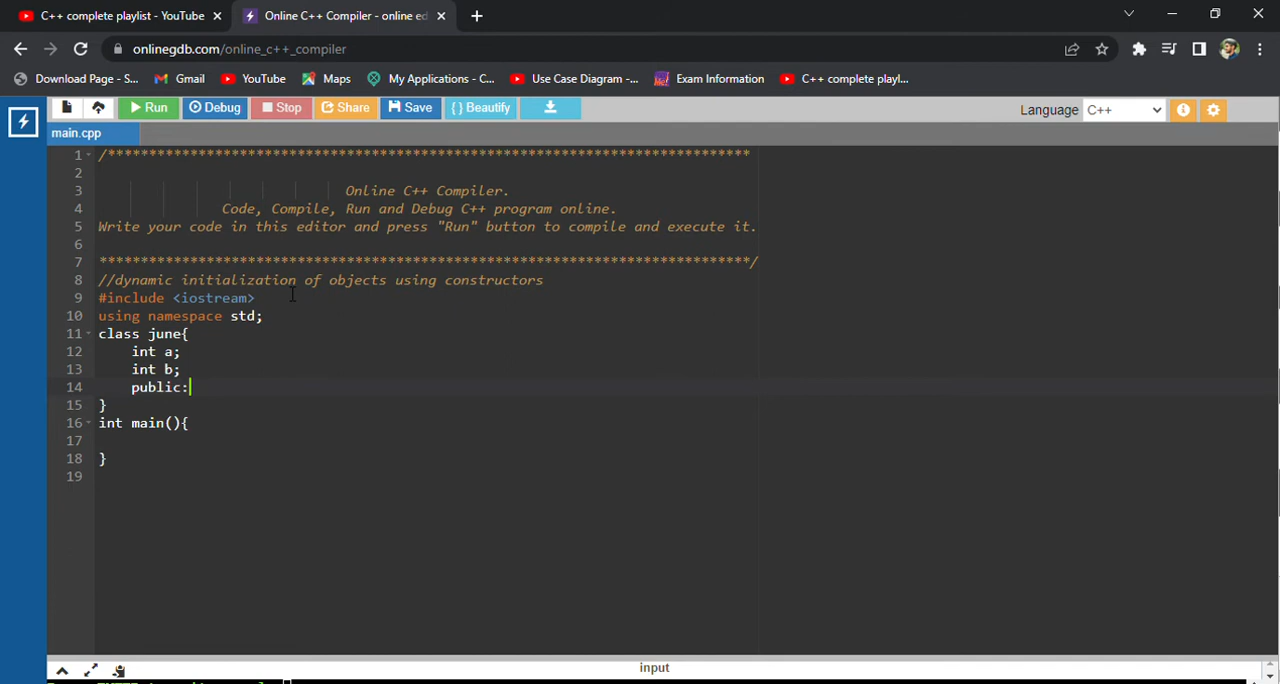 C++ complete playlist - YouTube
Online C++ Compiler - online ed
onlinegdb.com/online_c++_compiler
Download Page - S... Gmail YouTube Maps My Applications - C... Use Case Diagram -... Exam Information C++ complete playl...
Run Debug Stop Share Save { } Beautify Language C++
main.cpp
1 /******************************************************************************
2
3 Online C++ Compiler.
4 Code, Compile, Run and Debug C++ program online.
5 Write your code in this editor and press "Run" button to compile and execute it.
6
7 *******************************************************************************/
8 //dynamic initialization of objects using constructors
9 #include <iostream>
10 using namespace std;
11 class june{
12 int a;
13 int b;
14 public:
15 }
16 int main(){
17
18 }
19
input